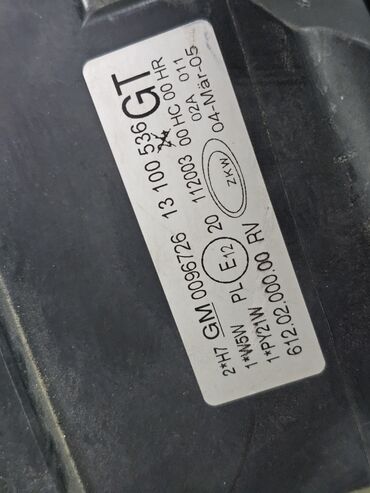 2*H7 GM 0096726 13 100 536 GT
1*W5W PL E12 20 112003 00 HC 00 HR
02A 011
1*PY21W ZKW 04-Mär-05
612.02.000.00 RV